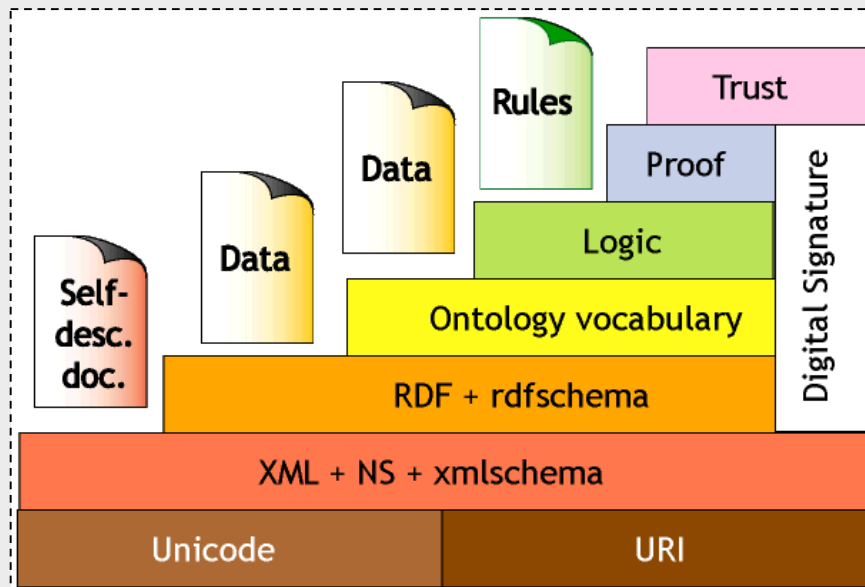 Rules
Trust
Data
Proof
Data
Logic
Self-
desc.
doc.
Ontology vocabulary
Digital Signature
RDF + rdfschema
XML + NS + xmlschema
Unicode
URI